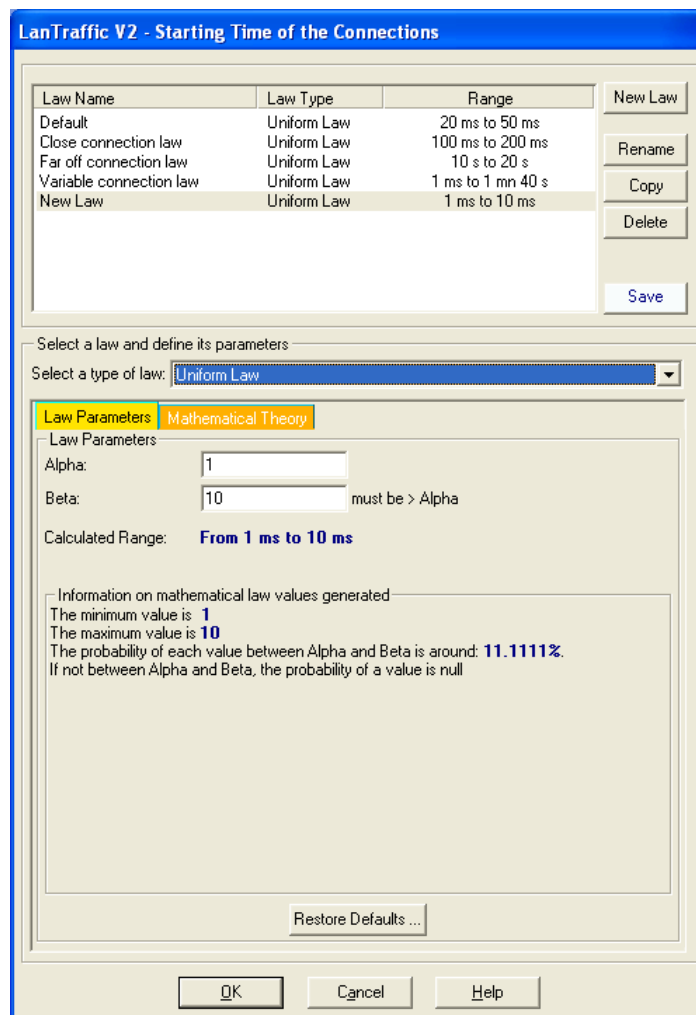 LanTraffic V2 - Starting Time of the Connections
Law Name Law Type Range
Default Uniform Law 20 ms to 50 ms
Close connection law Uniform Law 100 ms to 200 ms
Far off connection law Uniform Law 10 s to 20 s
Variable connection law Uniform Law 1 ms to 1 mn 40 s
New Law Uniform Law 1 ms to 10 ms
New Law
Rename
Copy
Delete
Save
Select a law and define its parameters
Select a type of law: Uniform Law
Law Parameters Mathematical Theory
Law Parameters
Alpha: 1
Beta: 10 must be > Alpha
Calculated Range: From 1 ms to 10 ms
Information on mathematical law values generated
The minimum value is 1
The maximum value is 10
The probability of each value between Alpha and Beta is around: 11.1111%.
If not between Alpha and Beta, the probability of a value is null
Restore Defaults ...
OK Cancel Help